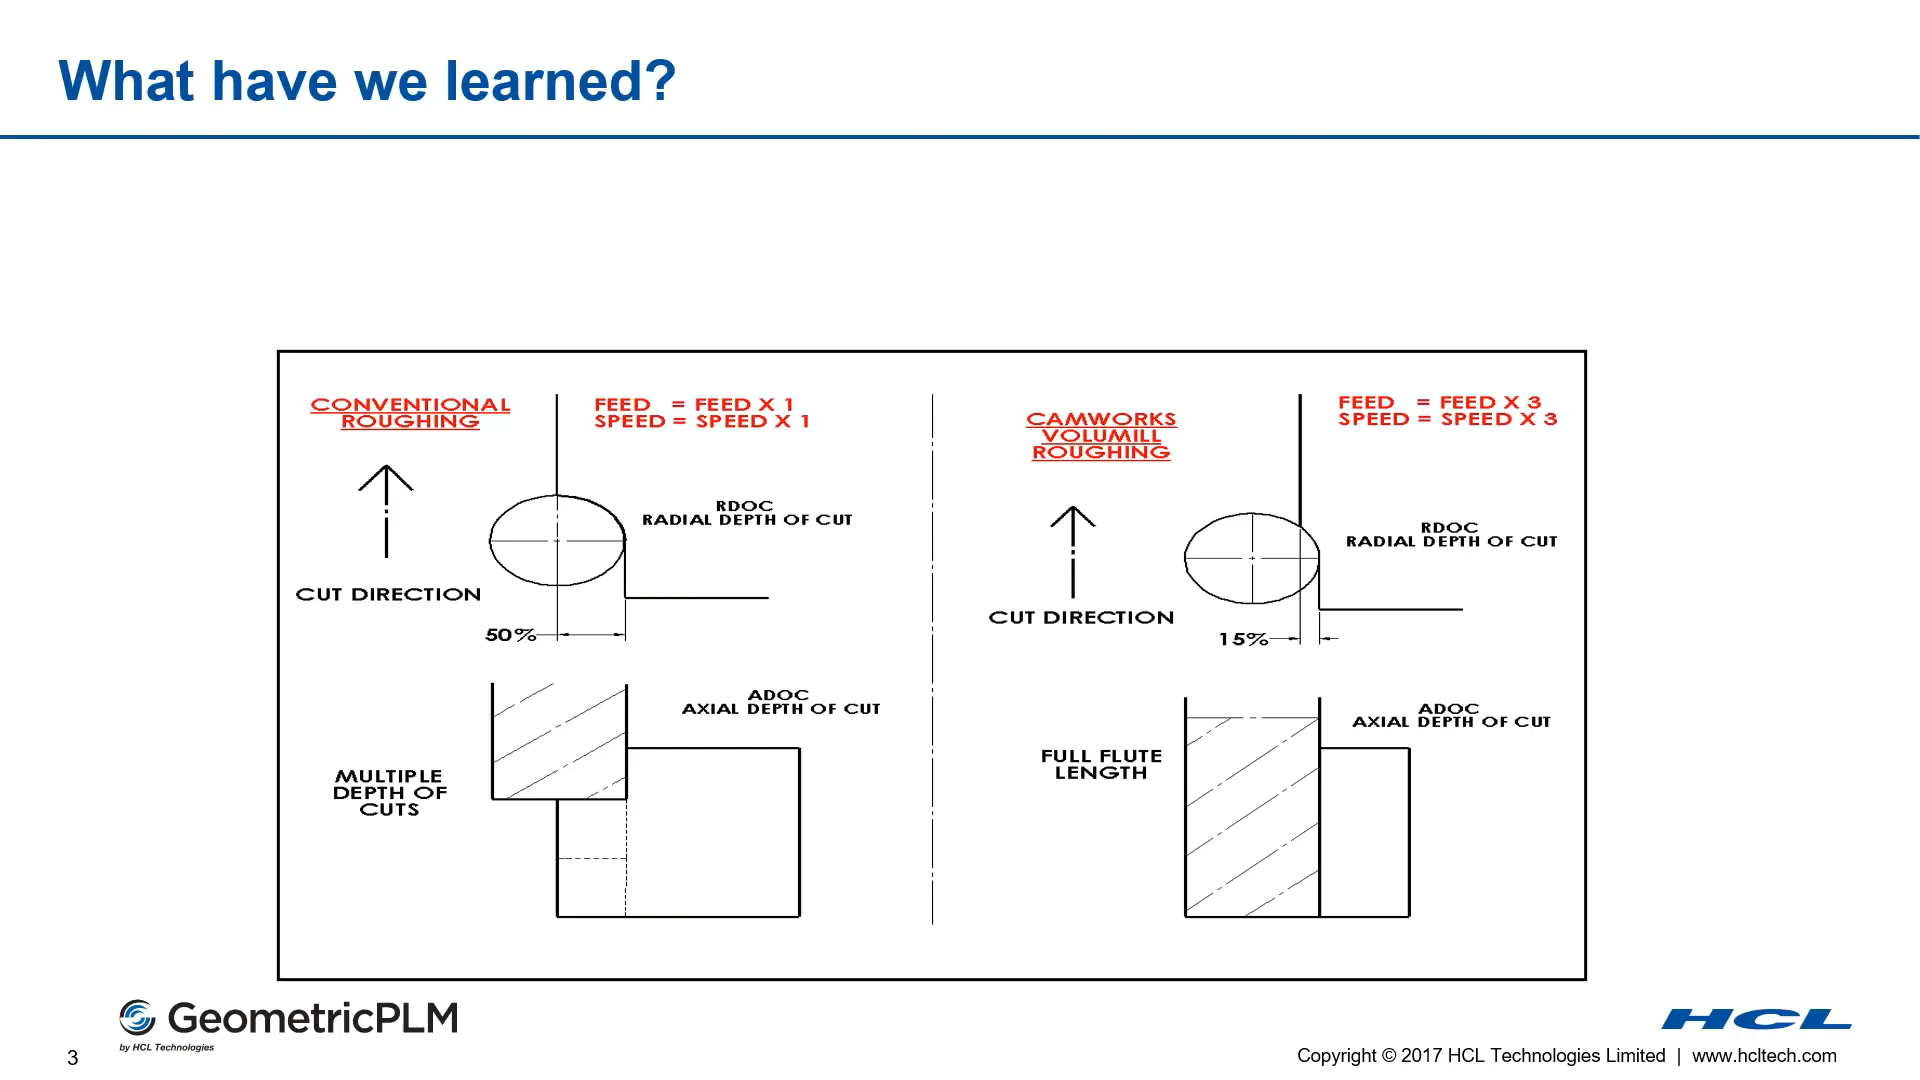 What have we learned?
CONVENTIONAL
ROUGHING
FEED = FEED X 1
SPEED = SPEED X 1
RDOC
RADIAL DEPTH OF CUT
CUT DIRECTION
50%
ADOC
AXIAL DEPTH OF CUT
MULTIPLE
DEPTH OF
CUTS
CAMWORKS
VOLUMILL
ROUGHING
FEED = FEED X 3
SPEED = SPEED X 3
RDOC
RADIAL DEPTH OF CUT
CUT DIRECTION
15%
ADOC
AXIAL DEPTH OF CUT
FULL FLUTE
LENGTH
GeometricPLM
by HCL Technologies
3
HCL
Copyright © 2017 HCL Technologies Limited | www.hcltech.com